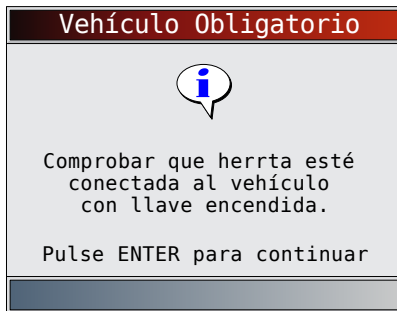 Vehículo Obligatorio
Comprobar que herrta esté
conectada al vehículo
con llave encendida.
Pulse ENTER para continuar